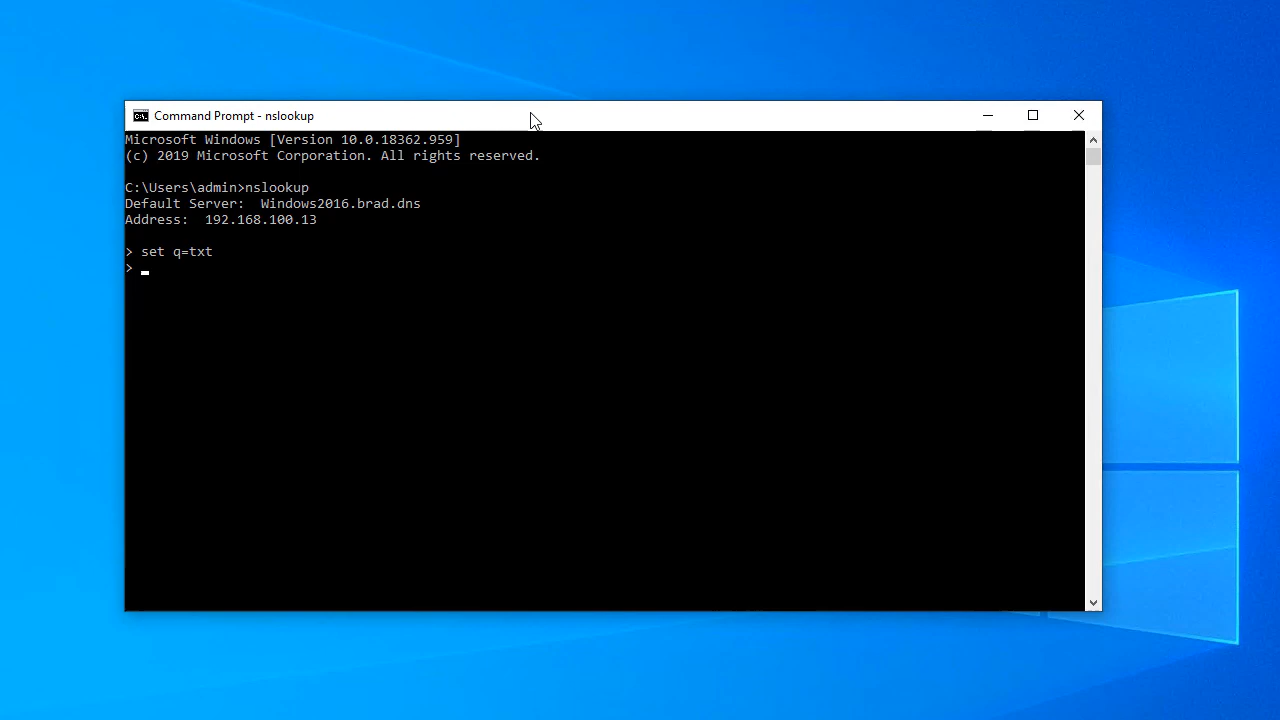 Command Prompt - nslookup
Microsoft Windows [Version 10.0.18362.959]
(c) 2019 Microsoft Corporation. All rights reserved.
C:\Users\admin>nslookup
Default Server:  Windows2016.brad.dns
Address:  192.168.100.13
> set q=txt
>